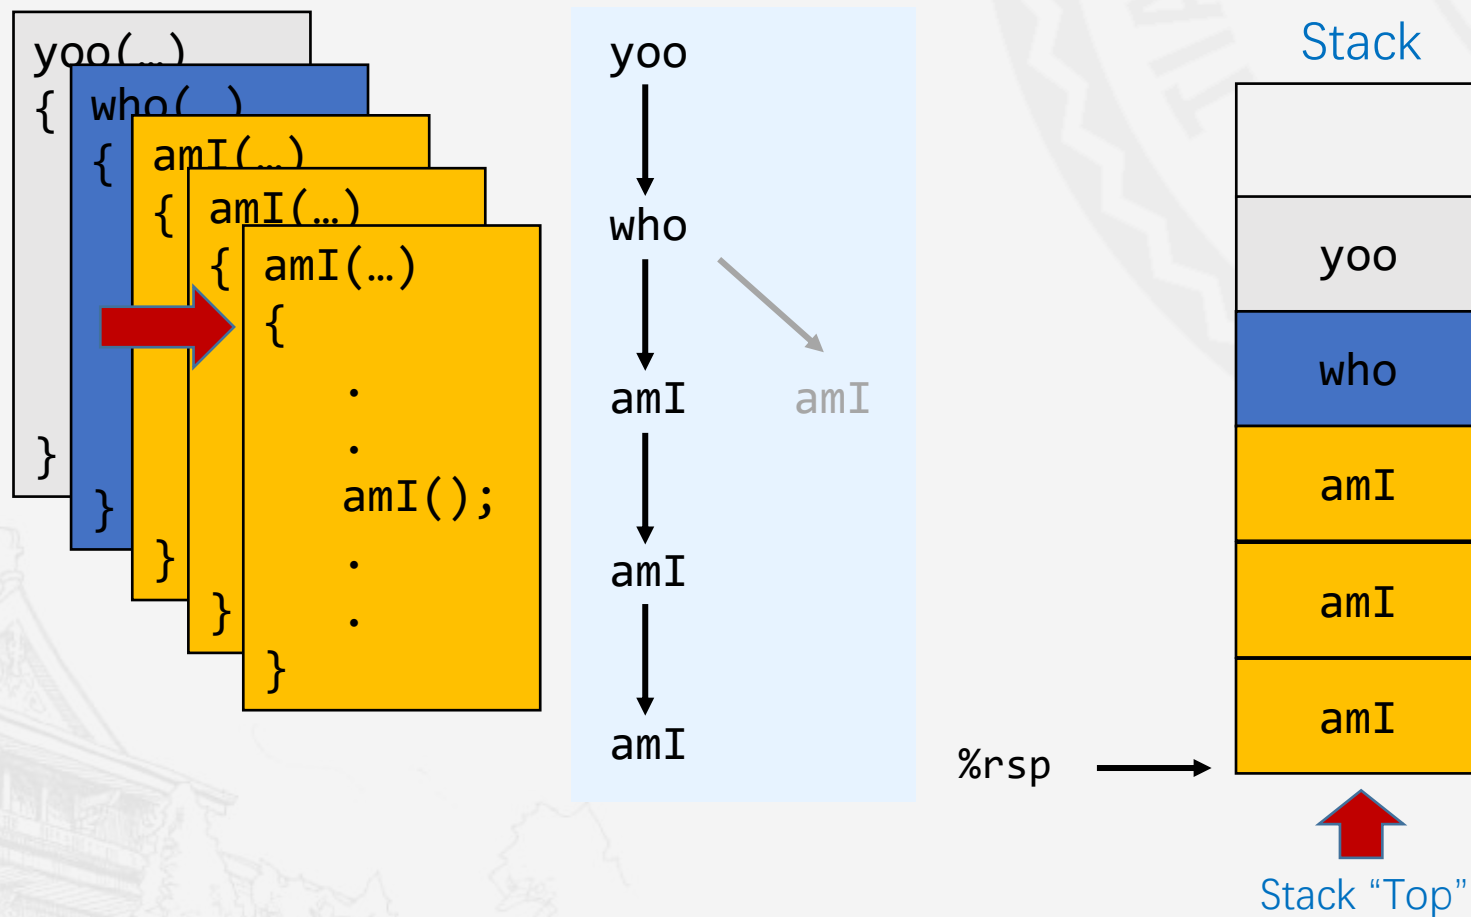 yoo(…)
{
}
who(…)
{
}
amI(…)
{
}
amI(…)
{
}
amI(…)
{
.
.
amI();
.
.
}
yoo
who
amI
amI
amI
amI
%rsp
Stack
yoo
who
amI
amI
amI
Stack “Top”